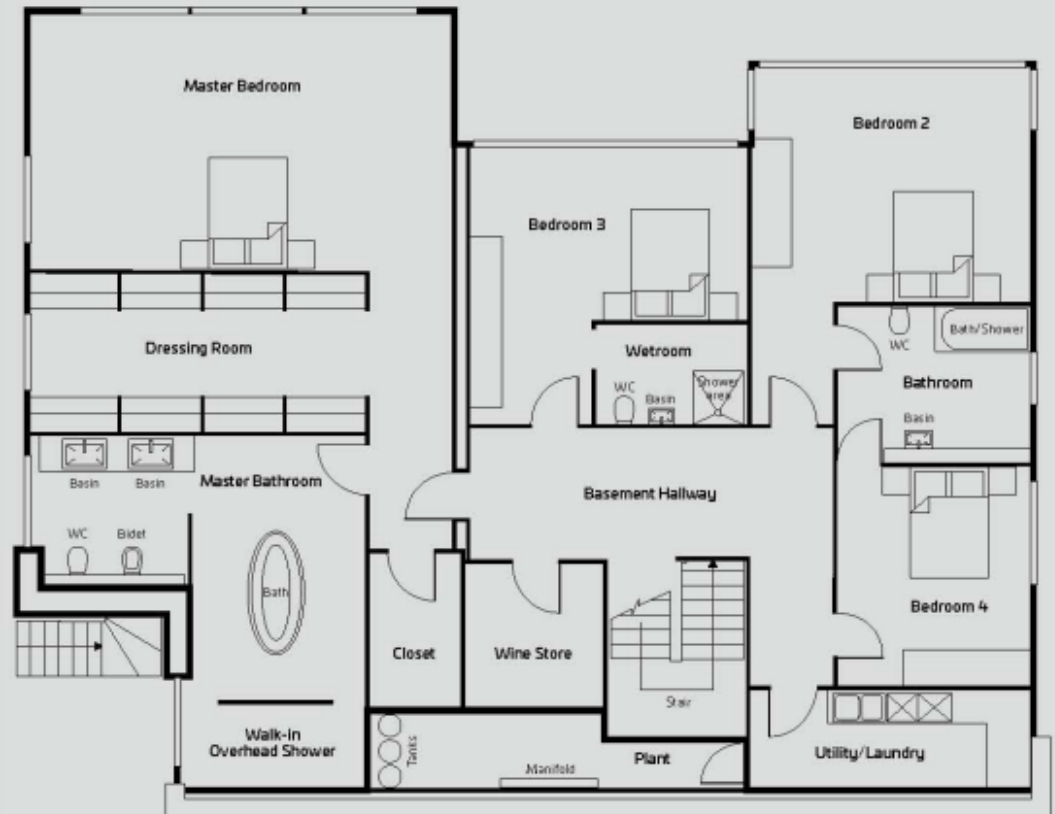 Master Bedroom
Bedroom 2
Bedroom 3
Bath/Shower
WC
Dressing Room
Wetroom
Bathroom
WC
Basin
Shower
area
Basin
Master Bathroom
Basin
Basin
Basement Hallway
WC
Bidet
Bath
Bedroom 4
Closet
Wine Store
Stair
Walk-in
Overhead Shower
Tanks
Manifold
Plant
Utility/Laundry